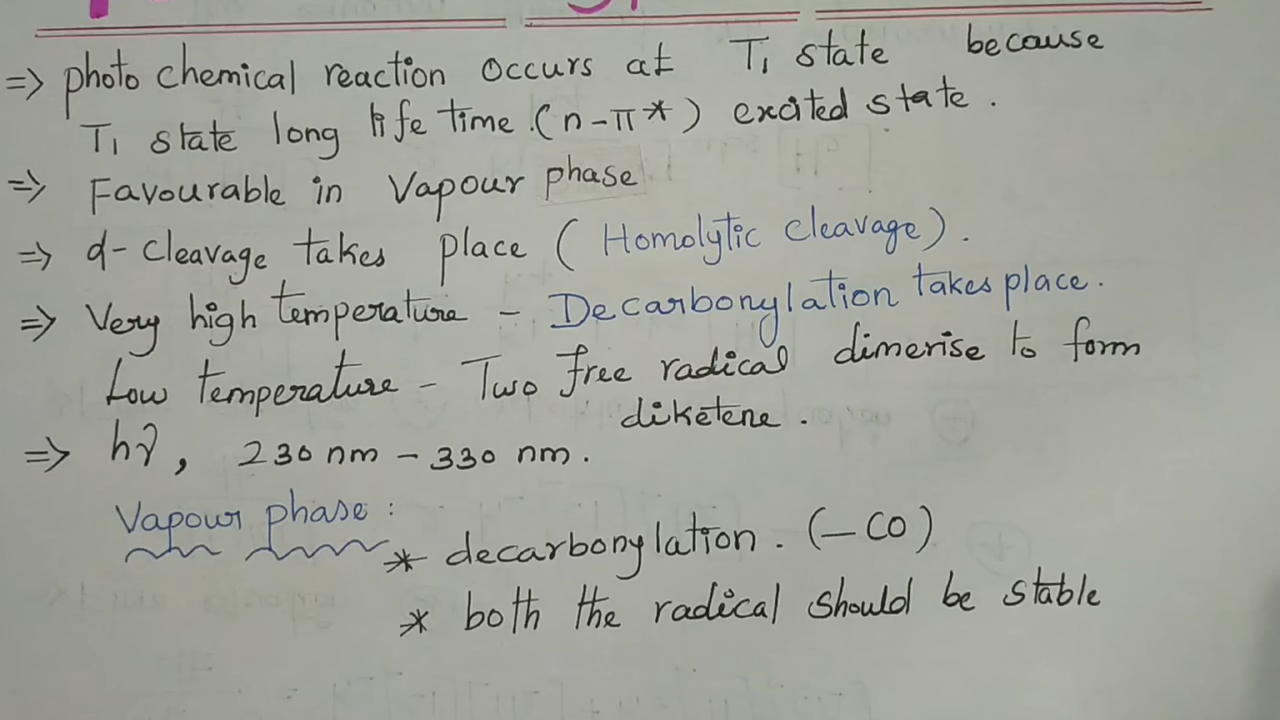 => photo chemical reaction occurs at T₁ state because
T₁ state long life time. (n-π*) excited state.
=> Favourable in Vapour phase
=> α-cleavage takes place (Homolytic cleavage).
=> Very high temperature - Decarbonylation takes place.
Low temperature - Two free radical dimerise to form
diketene.
=> hν, 230 nm - 330 nm.
Vapour phase :
* decarbonylation. (-CO)
* both the radical should be stable